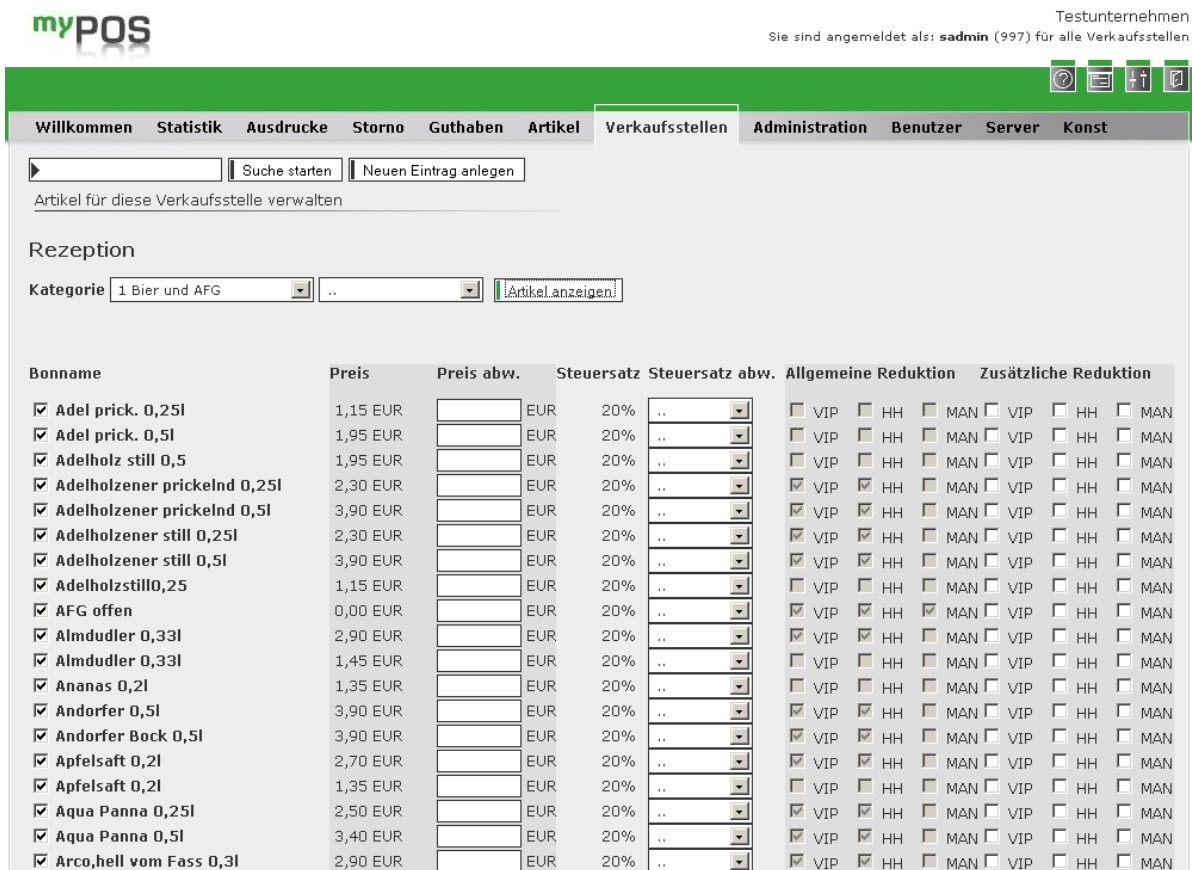 myPOS
Testunternehmen
Sie sind angemeldet als: sadmin (997) für alle Verkaufsstellen
Willkommen Statistik Ausdrucke Storno Guthaben Artikel Verkaufsstellen Administration Benutzer Server Konst
Suche starten Neuen Eintrag anlegen
Artikel für diese Verkaufsstelle verwalten
Rezeption
Kategorie 1 Bier und AFG .. Artikel anzeigen
Bonname Preis Preis abw. Steuersatz Steuersatz abw. Allgemeine Reduktion Zusätzliche Reduktion
Adel prick. 0,25l 1,15 EUR EUR 20% .. VIP HH MAN VIP HH MAN
Adel prick. 0,5l 1,95 EUR EUR 20% .. VIP HH MAN VIP HH MAN
Adelholz still 0,5 1,95 EUR EUR 20% .. VIP HH MAN VIP HH MAN
Adelholzener prickelnd 0,25l 2,30 EUR EUR 20% .. VIP HH MAN VIP HH MAN
Adelholzener prickelnd 0,5l 3,90 EUR EUR 20% .. VIP HH MAN VIP HH MAN
Adelholzener still 0,25l 2,30 EUR EUR 20% .. VIP HH MAN VIP HH MAN
Adelholzener still 0,5l 3,90 EUR EUR 20% .. VIP HH MAN VIP HH MAN
Adelholzstill0,25 1,15 EUR EUR 20% .. VIP HH MAN VIP HH MAN
AFG offen 0,00 EUR EUR 20% .. VIP HH MAN VIP HH MAN
Almdudler 0,33l 2,90 EUR EUR 20% .. VIP HH MAN VIP HH MAN
Almdudler 0,33l 1,45 EUR EUR 20% .. VIP HH MAN VIP HH MAN
Ananas 0,2l 1,35 EUR EUR 20% .. VIP HH MAN VIP HH MAN
Andorfer 0,5l 3,90 EUR EUR 20% .. VIP HH MAN VIP HH MAN
Andorfer Bock 0,5l 3,90 EUR EUR 20% .. VIP HH MAN VIP HH MAN
Apfelsaft 0,2l 2,70 EUR EUR 20% .. VIP HH MAN VIP HH MAN
Apfelsaft 0,2l 1,35 EUR EUR 20% .. VIP HH MAN VIP HH MAN
Aqua Panna 0,25l 2,50 EUR EUR 20% .. VIP HH MAN VIP HH MAN
Aqua Panna 0,5l 3,40 EUR EUR 20% .. VIP HH MAN VIP HH MAN
Arco,hell vom Fass 0,3l 2,90 EUR EUR 20% .. VIP HH MAN VIP HH MAN